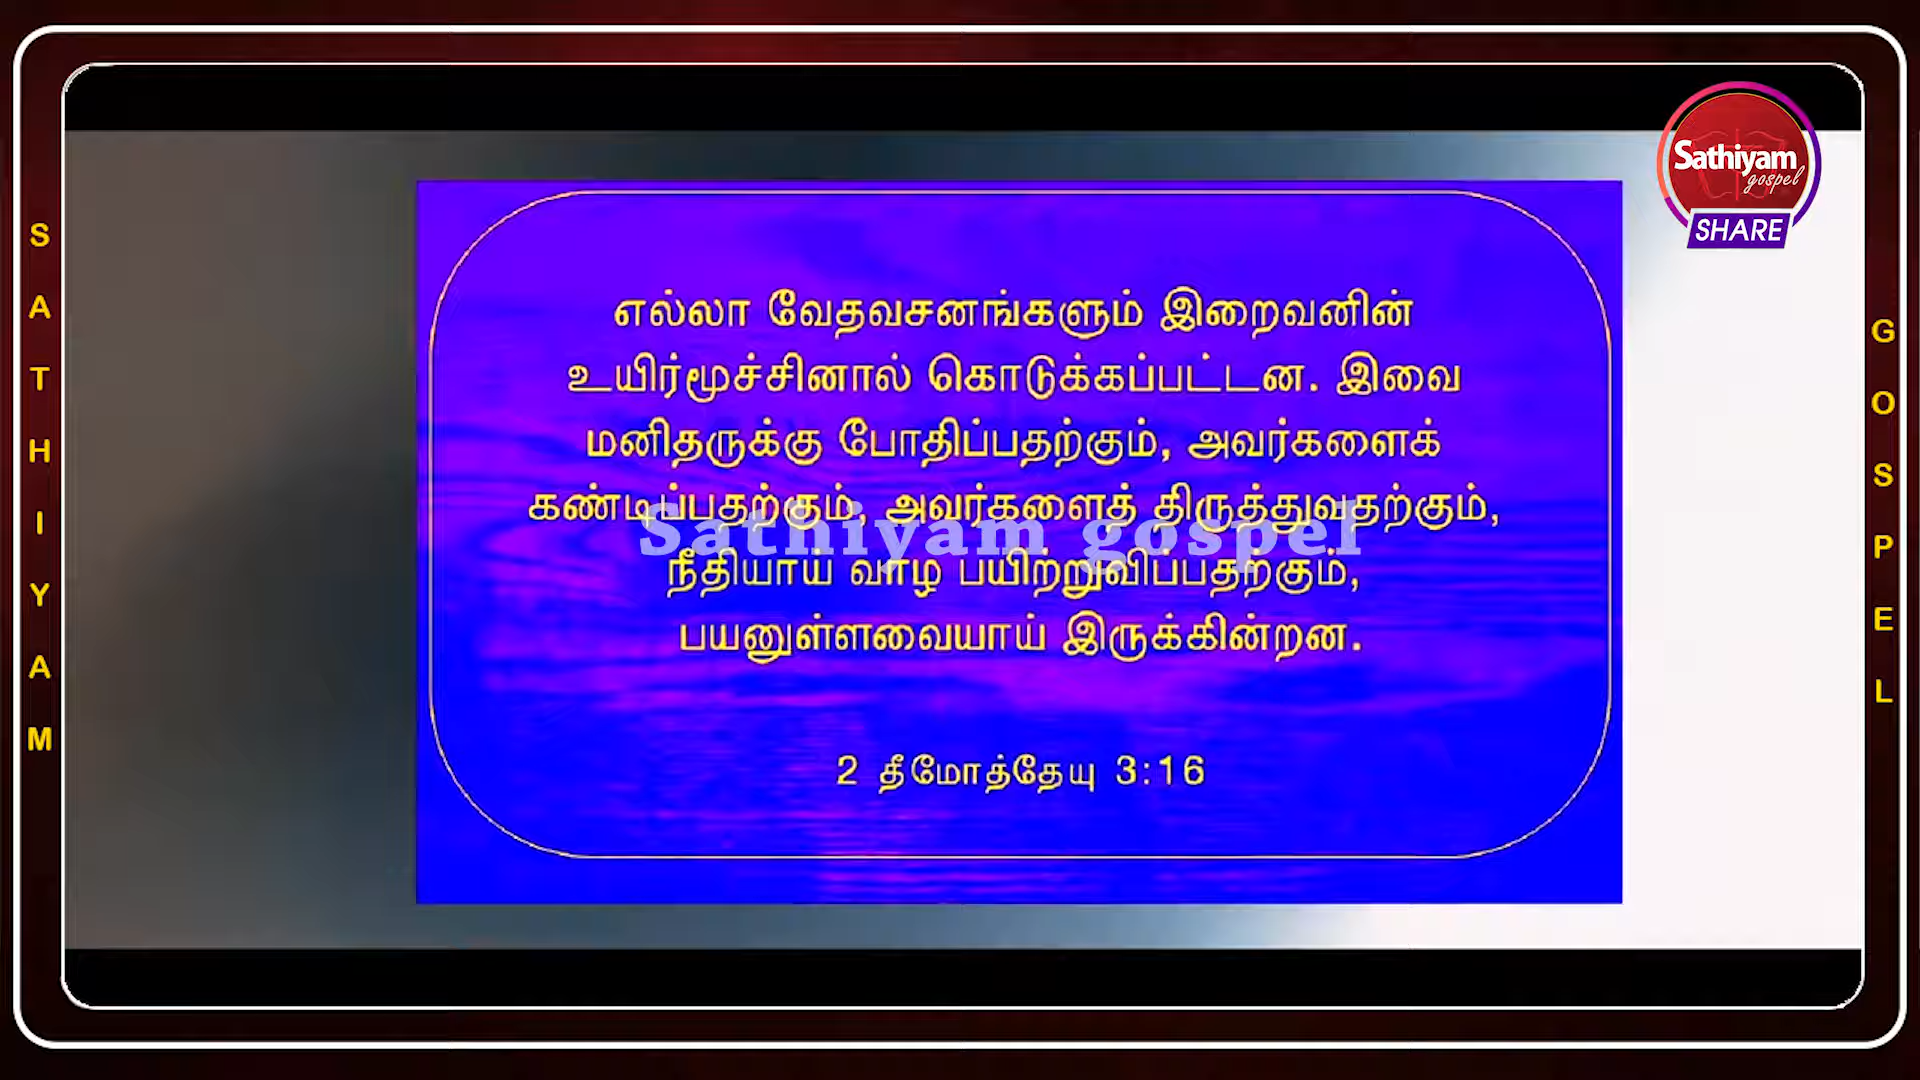 Sathiyam
gospel
SHARE
SATHIYAM
GOSPEL
எல்லா வேதவசனங்களும் இறைவனின்
உயிர்மூச்சினால் கொடுக்கப்பட்டன. இவை
மனிதருக்கு போதிப்பதற்கும், அவர்களைக்
கண்டிப்பதற்கும், அவர்களைத் திருத்துவதற்கும்,
Sathiyam gospel
நீதியாய் வாழ பயிற்றுவிப்பதற்கும்,
பயனுள்ளவையாய் இருக்கின்றன.
2 தீமோத்தேயு 3:16